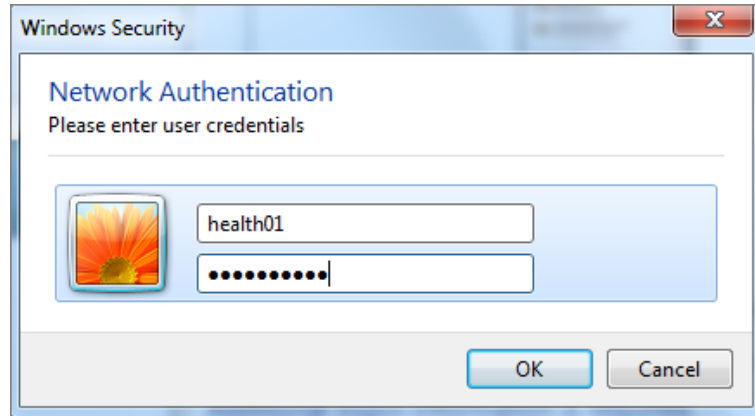 Windows Security
Network Authentication
Please enter user credentials
health01
●●●●●●●●●●
OK
Cancel